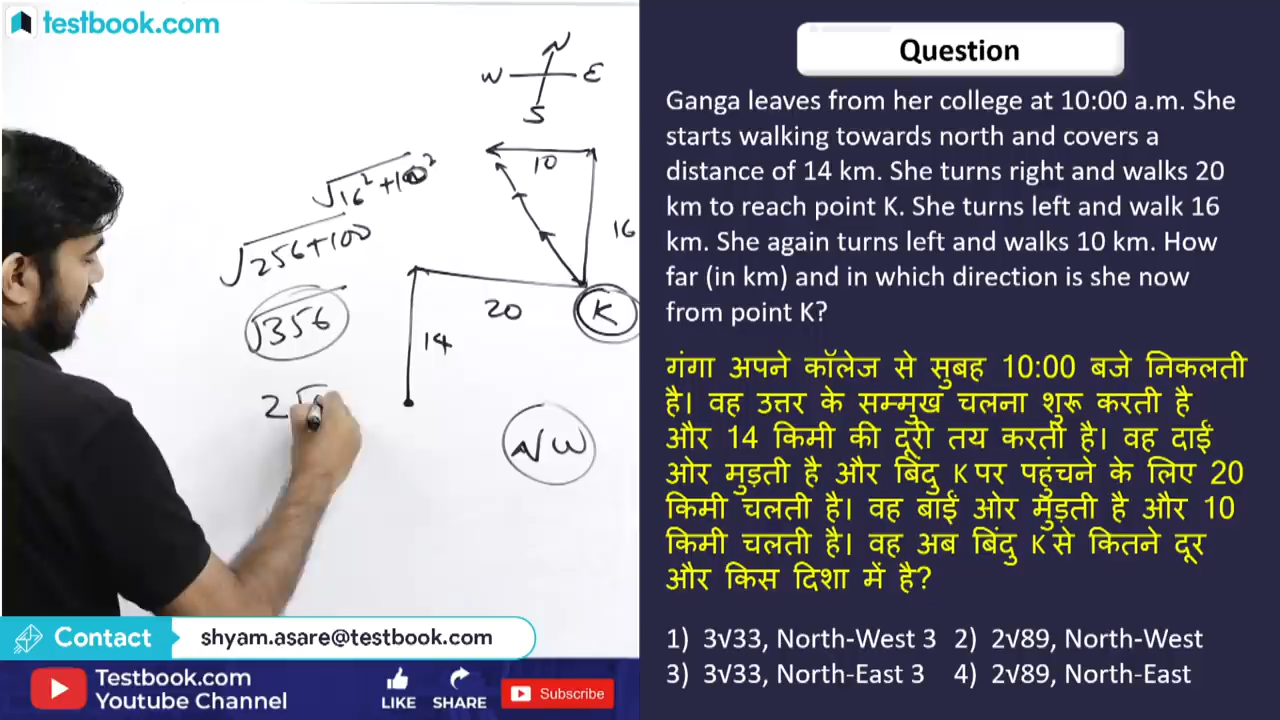 testbook.com
N
W E
S
10
√16² + 10²
16
√256+100
√356
20
K
14
2√
NW
Contact
shyam.asare@testbook.com
Testbook.com
Youtube Channel
LIKE
SHARE
Subscribe
Question
Ganga leaves from her college at 10:00 a.m. She
starts walking towards north and covers a
distance of 14 km. She turns right and walks 20
km to reach point K. She turns left and walk 16
km. She again turns left and walks 10 km. How
far (in km) and in which direction is she now
from point K?
गंगा अपने कॉलेज से सुबह 10:00 बजे निकलती
है। वह उत्तर के सम्मुख चलना शुरू करती है
और 14 किमी की दूरी तय करती है। वह दाईं
ओर मुड़ती है और बिंदु K पर पहुंचने के लिए 20
किमी चलती है। वह बाईं ओर मुड़ती है और 10
किमी चलती है। वह अब बिंदु K से कितने दूर
और किस दिशा में है?
1) 3√33, North-West 3 2) 2√89, North-West
3) 3√33, North-East 3 4) 2√89, North-East